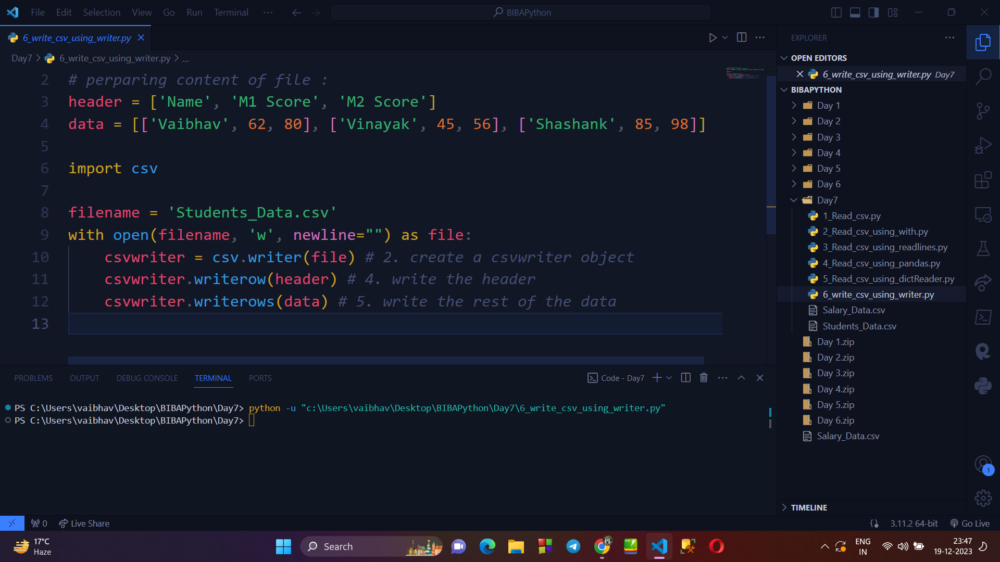 File Edit Selection View Go Run Terminal ··· BIBAPython
6_write_csv_using_writer.py
Day7 > 6_write_csv_using_writer.py > ...
2 # perparing content of file :
3 header = ['Name', 'M1 Score', 'M2 Score']
4 data = [['Vaibhav', 62, 80], ['Vinayak', 45, 56], ['Shashank', 85, 98]]
5
6 import csv
7
8 filename = 'Students_Data.csv'
9 with open(filename, 'w', newline="") as file:
10 csvwriter = csv.writer(file) # 2. create a csvwriter object
11 csvwriter.writerow(header) # 4. write the header
12 csvwriter.writerows(data) # 5. write the rest of the data
13
PROBLEMS OUTPUT DEBUG CONSOLE TERMINAL PORTS Code - Day7
PS C:\Users\vaibhav\Desktop\BIBAPython\Day7> python -u "c:\Users\vaibhav\Desktop\BIBAPython\Day7\6_write_csv_using_writer.py"
PS C:\Users\vaibhav\Desktop\BIBAPython\Day7>
EXPLORER
OPEN EDITORS
6_write_csv_using_writer.py Day7
BIBAPYTHON
Day 1
Day 2
Day 3
Day 4
Day 5
Day 6
Day7
1_Read_csv.py
2_Read_csv_using_with.py
3_Read_csv_using_readlines.py
4_Read_csv_using_pandas.py
5_Read_csv_using_dictReader.py
6_write_csv_using_writer.py
Salary_Data.csv
Students_Data.csv
Day 1.zip
Day 2.zip
Day 3.zip
Day 4.zip
Day 5.zip
Day 6.zip
Salary_Data.csv
TIMELINE
1
0 Live Share 3.11.2 64-bit Go Live
17°C
Haze
Search
ENG
IN
23:47
19-12-2023